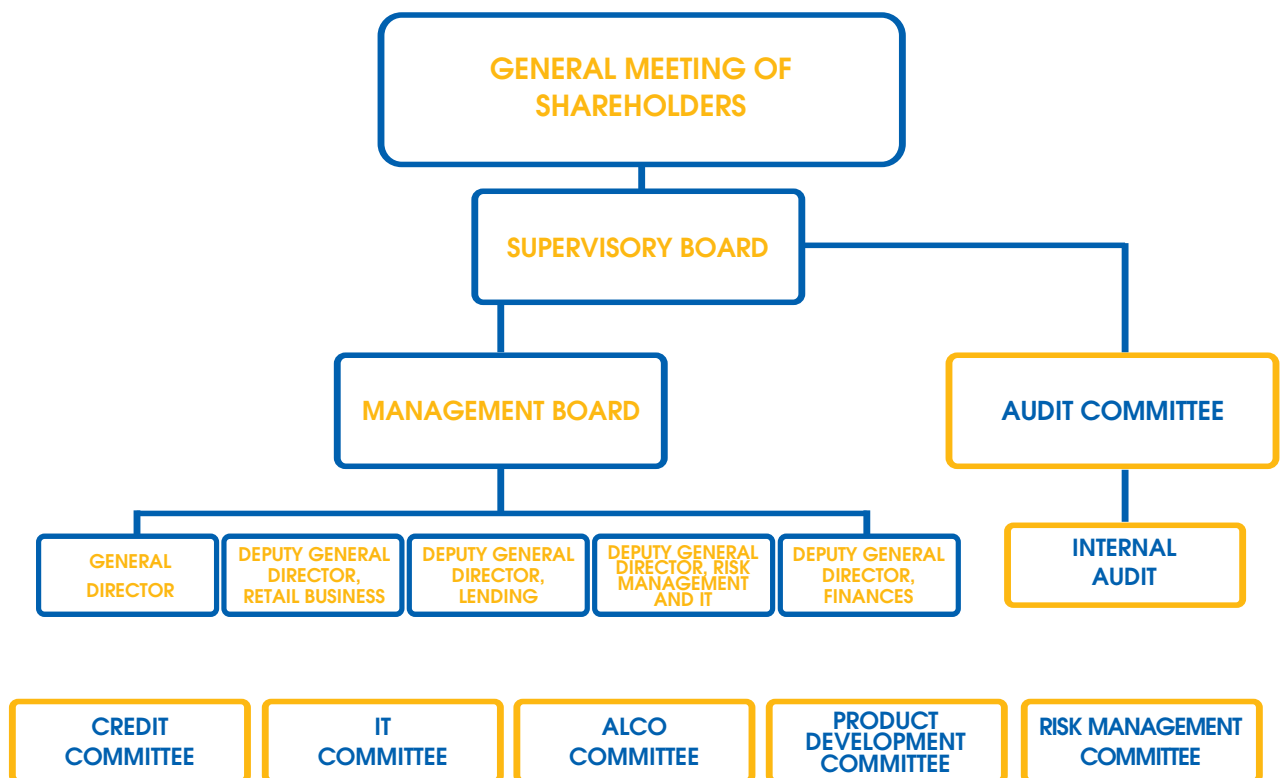 GENERAL MEETING OF
SHAREHOLDERS
SUPERVISORY BOARD
MANAGEMENT BOARD
AUDIT COMMITTEE
GENERAL
DIRECTOR
DEPUTY GENERAL
DIRECTOR,
RETAIL BUSINESS
DEPUTY GENERAL
DIRECTOR,
LENDING
DEPUTY GENERAL
DIRECTOR, RISK
MANAGEMENT
AND IT
DEPUTY GENERAL
DIRECTOR,
FINANCES
INTERNAL
AUDIT
CREDIT
COMMITTEE
IT
COMMITTEE
ALCO
COMMITTEE
PRODUCT
DEVELOPMENT
COMMITTEE
RISK MANAGEMENT
COMMITTEE